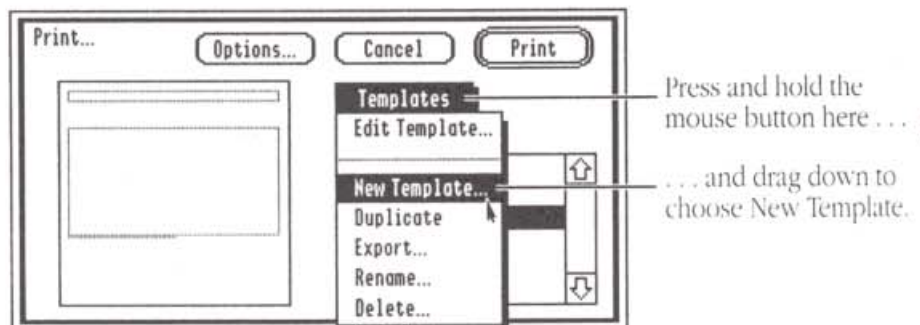 Print...
Options...
Cancel
Print
Templates
Edit Template...
New Template...
Duplicate
Export...
Rename...
Delete...
Press and hold the
mouse button here . . .
. . . and drag down to
choose New Template.